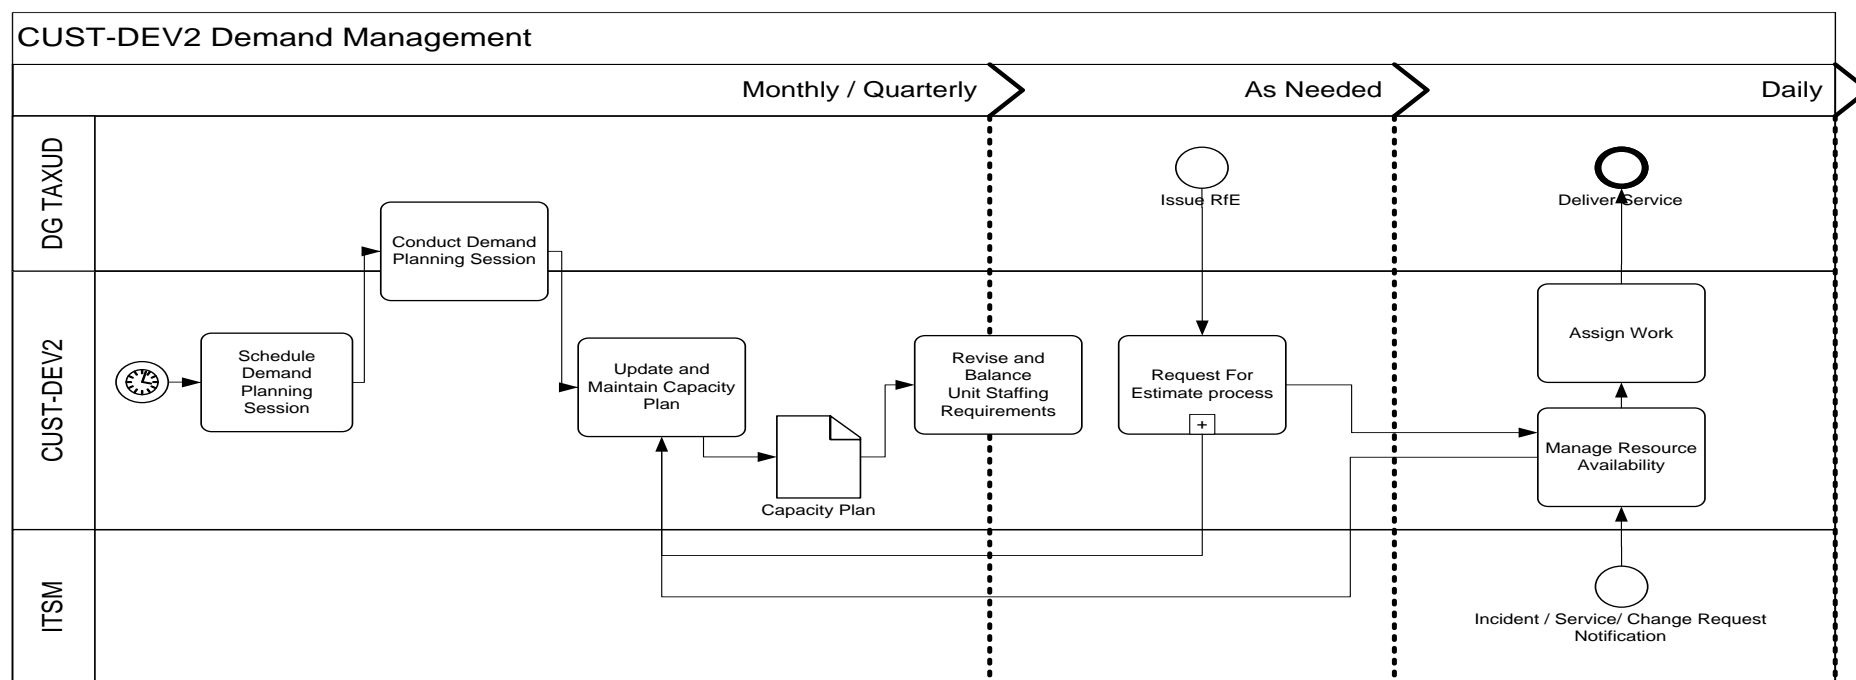 CUST-DEV2 Demand Management
Monthly / Quarterly
As Needed
Daily
DG TAXUD
Conduct Demand
Planning Session
Issue RfE
Deliver Service
CUST-DEV2
Schedule
Demand
Planning
Session
Update and
Maintain Capacity
Plan
Capacity Plan
Revise and
Balance
Unit Staffing
Requirements
Request For
Estimate process
+
Assign Work
Manage Resource
Availability
ITSM
Incident / Service/ Change Request
Notification